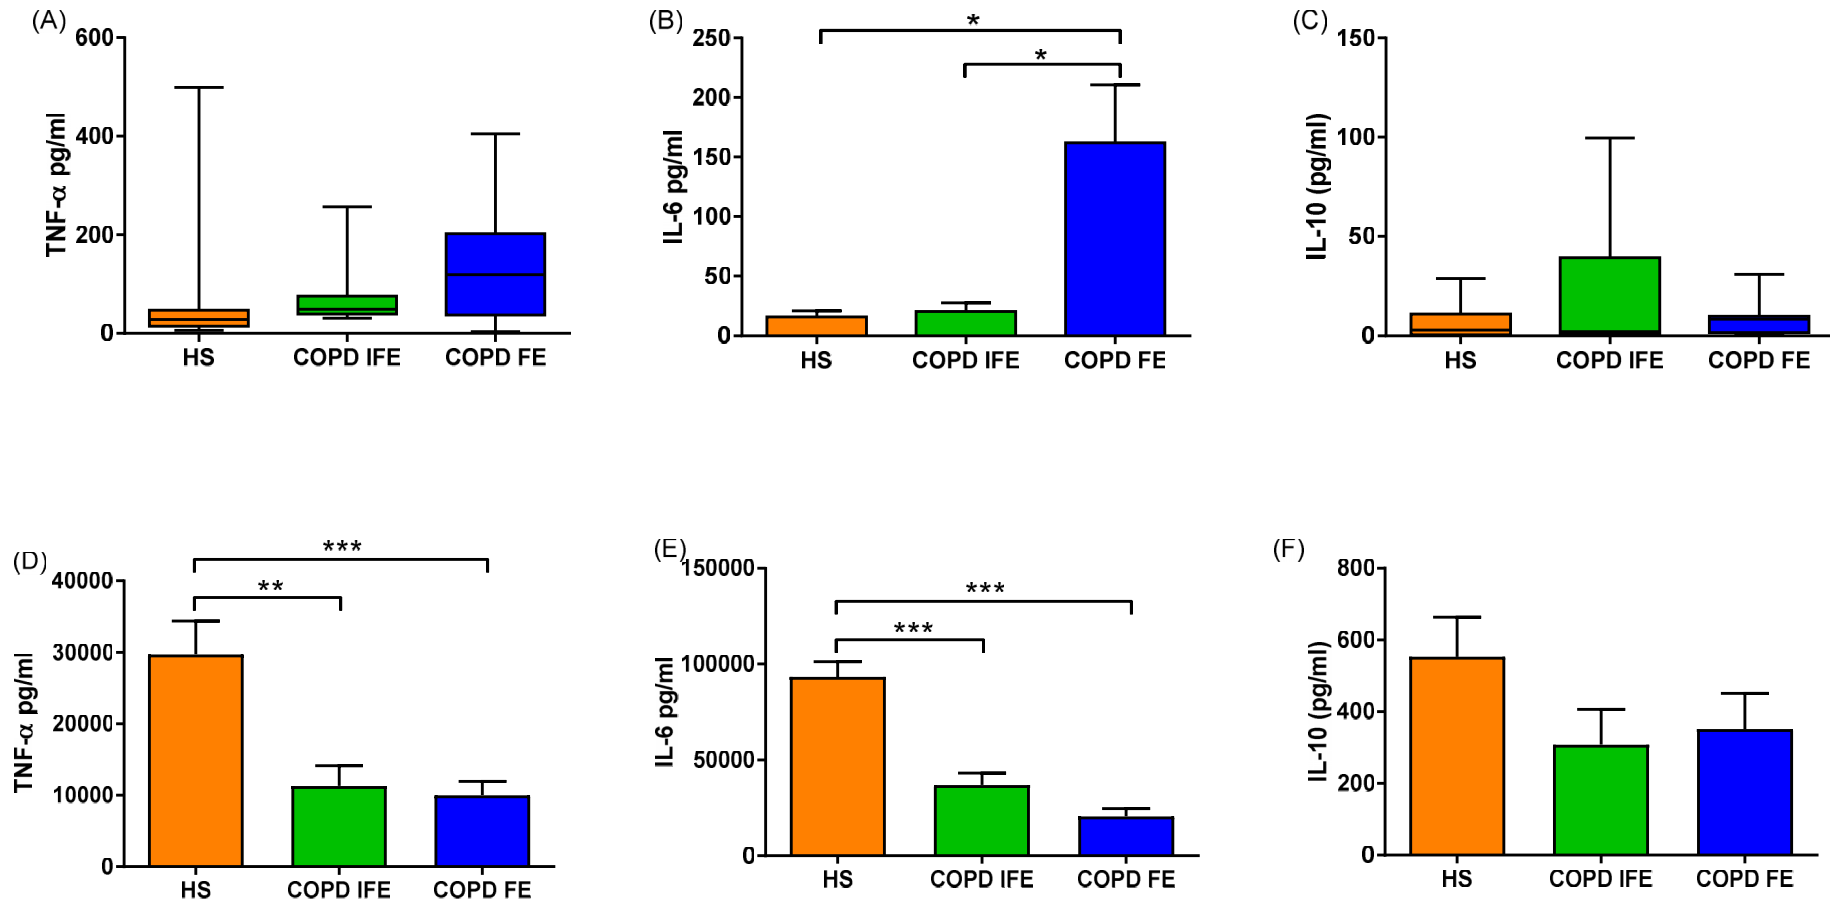 (A)
600
400
200
0
TNF-α pg/ml
HS
COPD IFE
COPD FE
(B)
250
200
150
100
50
0
IL-6 pg/ml
*
*
HS
COPD IFE
COPD FE
(C)
150
100
50
0
IL-10 (pg/ml)
HS
COPD IFE
COPD FE
(D)
40000
30000
20000
10000
0
TNF-α pg/ml
***
**
HS
COPD IFE
COPD FE
(E)
150000
100000
50000
0
IL-6 pg/ml
***
***
HS
COPD IFE
COPD FE
(F)
800
600
400
200
0
IL-10 (pg/ml)
HS
COPD IFE
COPD FE